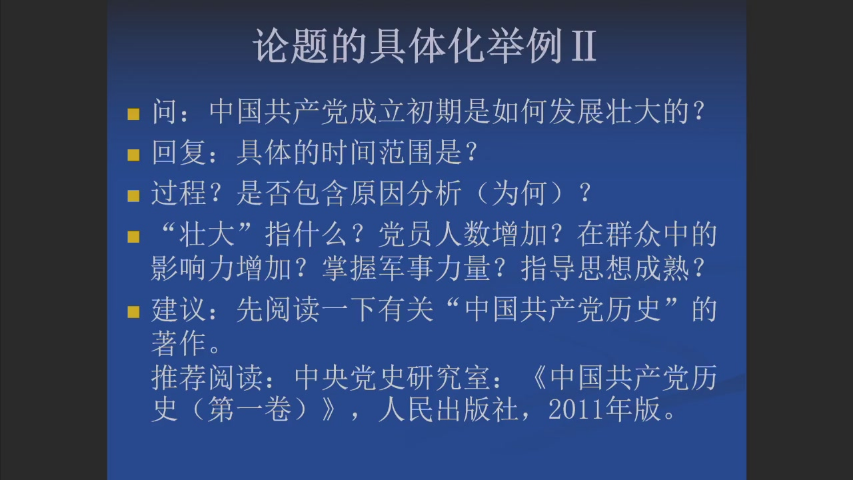 论题的具体化举例Ⅱ
问：中国共产党成立初期是如何发展壮大的？
回复：具体的时间范围是？
过程？是否包含原因分析（为何）？
“壮大”指什么？党员人数增加？在群众中的
影响力增加？掌握军事力量？指导思想成熟？
建议：先阅读一下有关“中国共产党历史”的
著作。
推荐阅读：中央党史研究室：《中国共产党历
史（第一卷）》，人民出版社，2011年版。